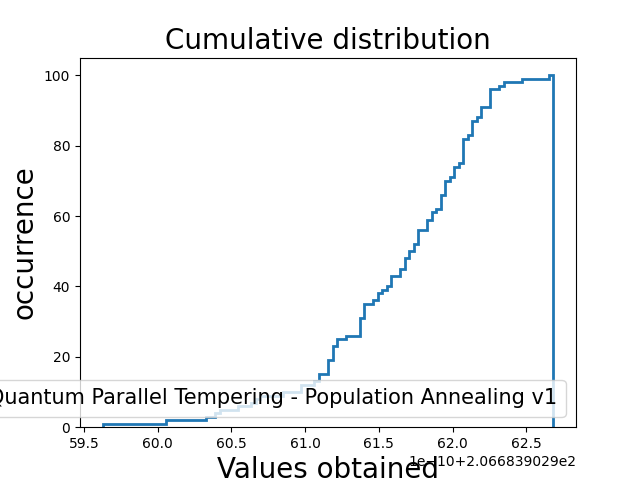 Cumulative distribution
occurrence
100
80
60
40
20
0
Quantum Parallel Tempering - Population Annealing v1
59.5 60.0 60.5 61.0 61.5 62.0 62.5
1e-10+2.066839029e2
Values obtained